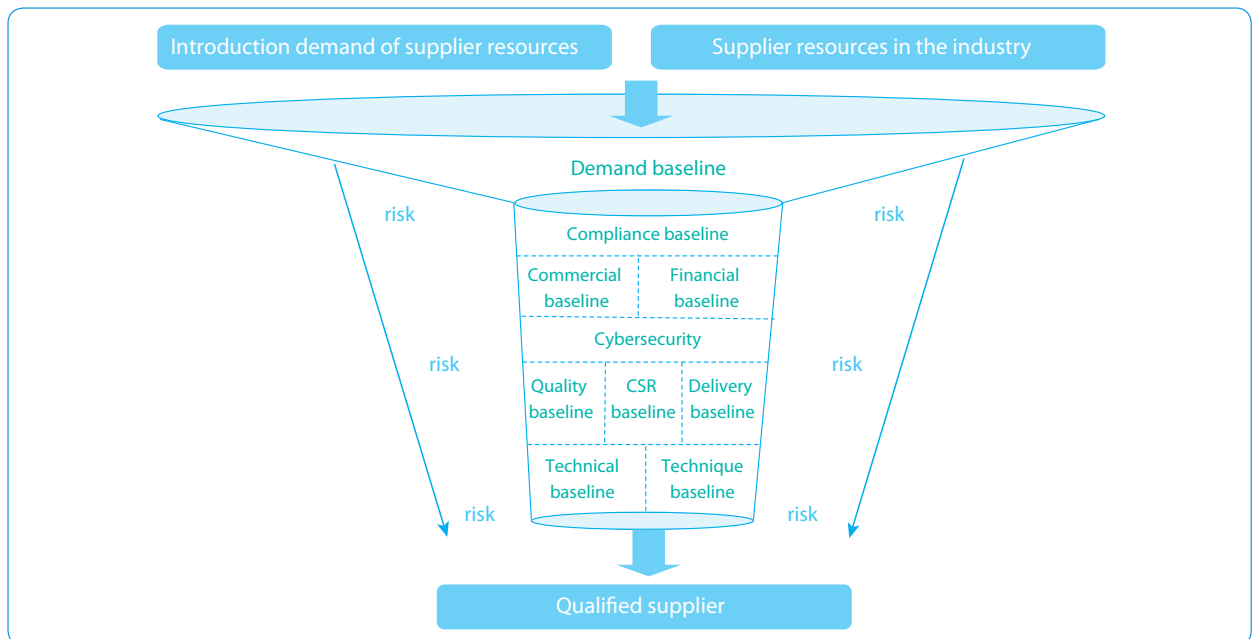 Introduction demand of supplier resources
Supplier resources in the industry
Demand baseline
risk
risk
Compliance baseline
Commercial
baseline
Financial
baseline
Cybersecurity
risk
risk
Quality
baseline
CSR
baseline
Delivery
baseline
Technical
baseline
Technique
baseline
risk
risk
Qualified supplier